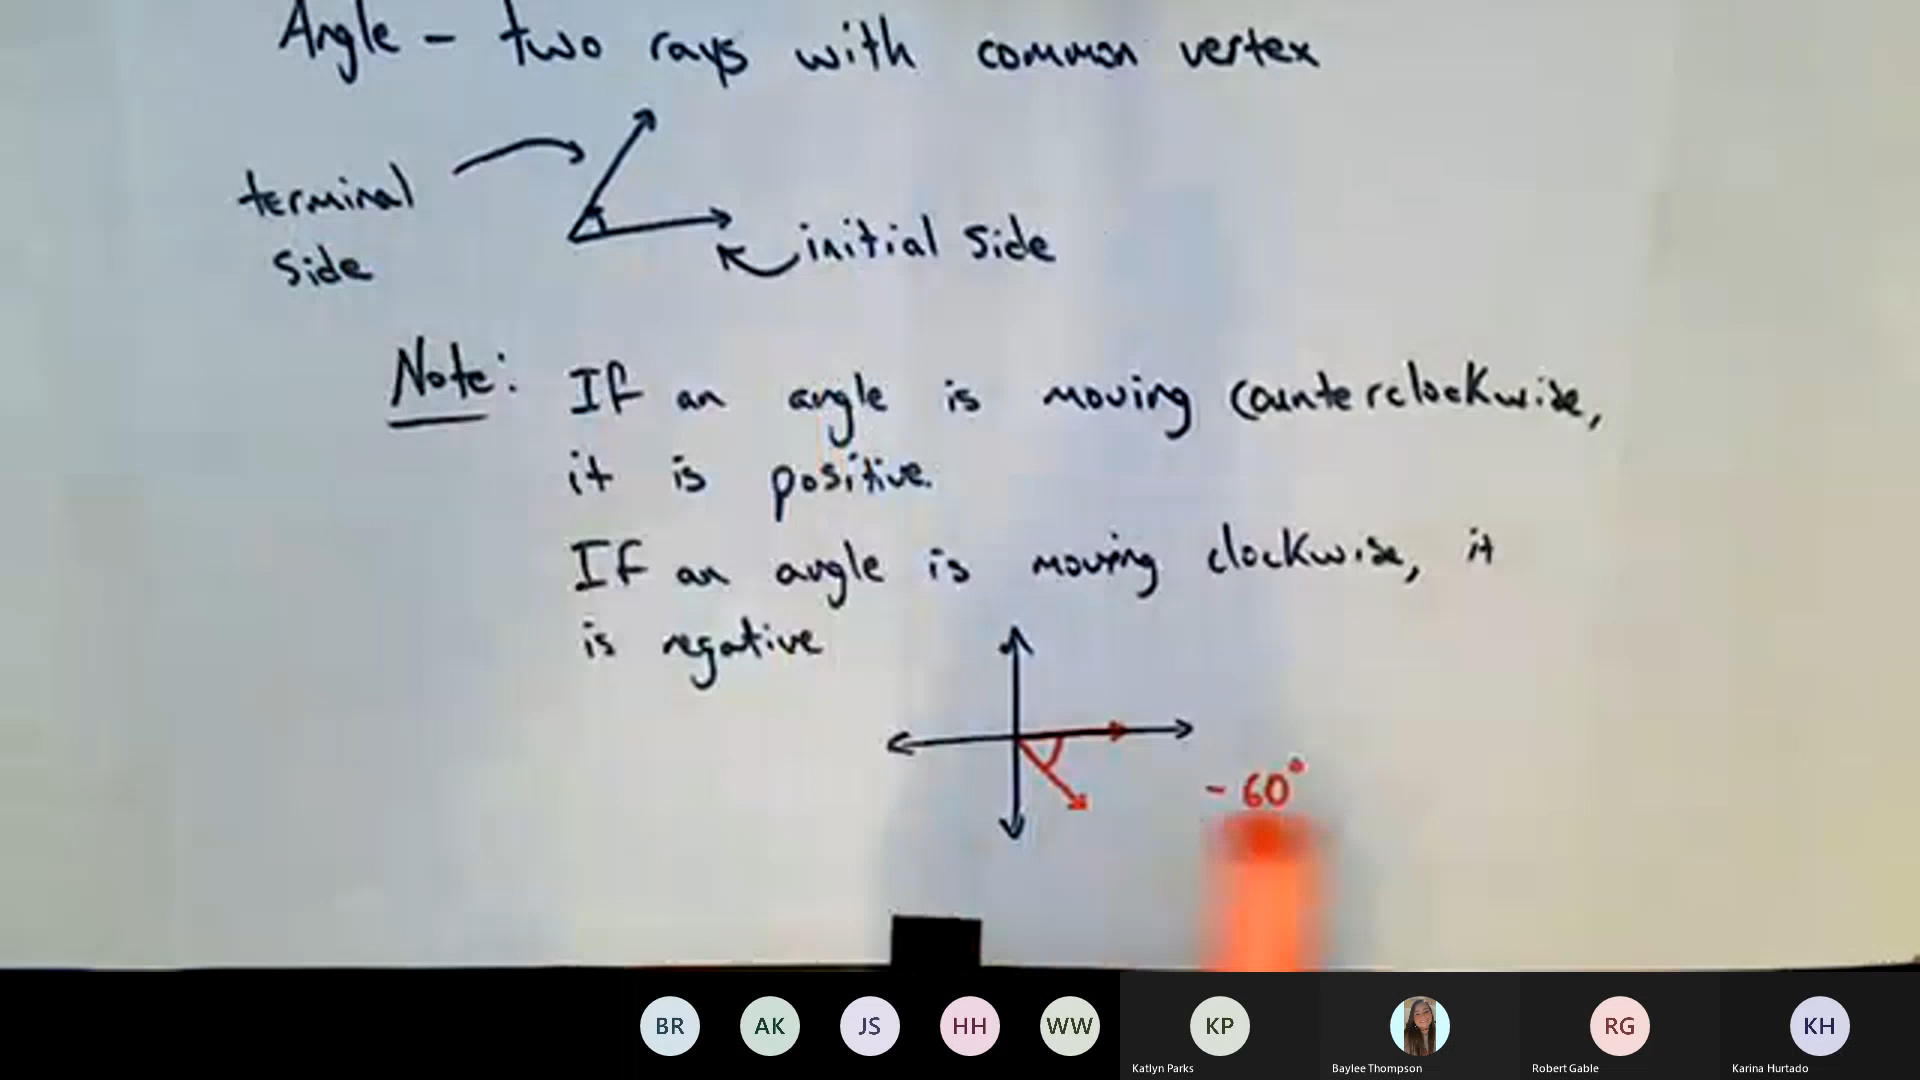 Angle - two rays with common vertex
terminal
side
initial side
Note: If an angle is moving counterclockwise,
it is positive.
If an angle is moving clockwise, it
is negative
- 60°
BR AK JS HH WW KP RG KH
Katlyn Parks Baylee Thompson Robert Gable Karina Hurtado